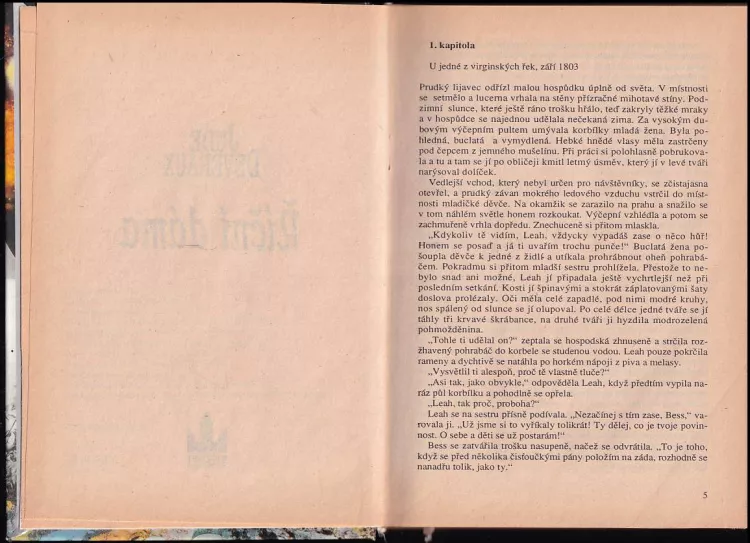 1. kapitola
U jedné z virginských řek, září 1803
Prudký lijavec odřízl malou hospůdku úplně od světa. V místnosti
se setmělo a lucerna vrhala na stěny přízračné mihotavé stíny. Pod-
zimní slunce, které ještě ráno trošku hřálo, teď zakryly těžké mraky
a v hospůdce se najednou udělala nečekaná zima. Za vysokým du-
bovým výčepním pultem umývala korbílky mladá žena. Byla po-
hledná, buclatá a vymydlená. Hebké hnědé vlasy měla zastrčeny
pod čepcem z jemného mušelínu. Při práci si polohlasně pobrukova-
la a tu a tam se jí po obličeji kmitl letmý úsměv, který jí v levé tváři
narýsoval dolíček.
Vedlejší vchod, který nebyl určen pro návštěvníky, se zčistajasna
otevřel, a prudký závan mokrého ledového vzduchu vstrčil do míst-
nosti mladičké děvče. Na okamžik se zarazilo na prahu a snažilo se
v tom náhlém světle honem rozkoukat. Výčepní vzhlédla a potom se
zachmuřeně vrhla dopředu. Znechuceně si přitom mlaskla.
„Kdykoliv tě vidím, Leah, vždycky vypadáš zase o něco hůř!
Honem se posaď a já ti uvařím trochu punče!“ Buclatá žena po-
šoupla děvče k jedné z židlí a utíkala prohrábnout oheň pohrabá-
čem. Pokradmu si přitom mladší sestru prohlížela. Přestože to ne-
bylo snad ani možné, Leah jí připadala ještě vychrtlejší než při
posledním setkání. Kosti jí špinavými a stokrát záplatovanými šaty
doslova prolézaly. Oči měla celé zapadlé, pod nimi modré kruhy,
nos spálený od slunce se jí olupoval. Po celé délce jedné tváře se jí
táhly tři krvavé škrábance, na druhé tváři ji hyzdila modrozelená
pohmožděnina.
„Tohle ti udělal on?“ zeptala se hospodská zhnuseně a strčila roz-
žhavený pohrabáč do korbele se studenou vodou. Leah pouze pokrčila
rameny a dychtivě se natáhla po horkém nápoji z piva a melasy.
„Vysvětlil ti alespoň, proč tě vlastně tluče?“
„Asi tak, jako obvykle,“ odpověděla Leah, když předtím vypila na-
ráz půl korbílku a pohodlně se opřela.
„Leah, tak proč, proboha?“
Leah se na sestru přísně podívala. „Nezačínej s tím zase, Bess,“ va-
rovala ji. „Už jsme si to vyříkaly tolikrát! Ty dělej, co je tvoje povin-
nost. O sebe a děti se už postarám!“
Bess se zatvářila trošku nasupeně, načež se odvrátila. „To je toho,
když se před několika čisťoučkými pány položím na záda, rozhodně se
nanadřu tolik, jako ty.“
5